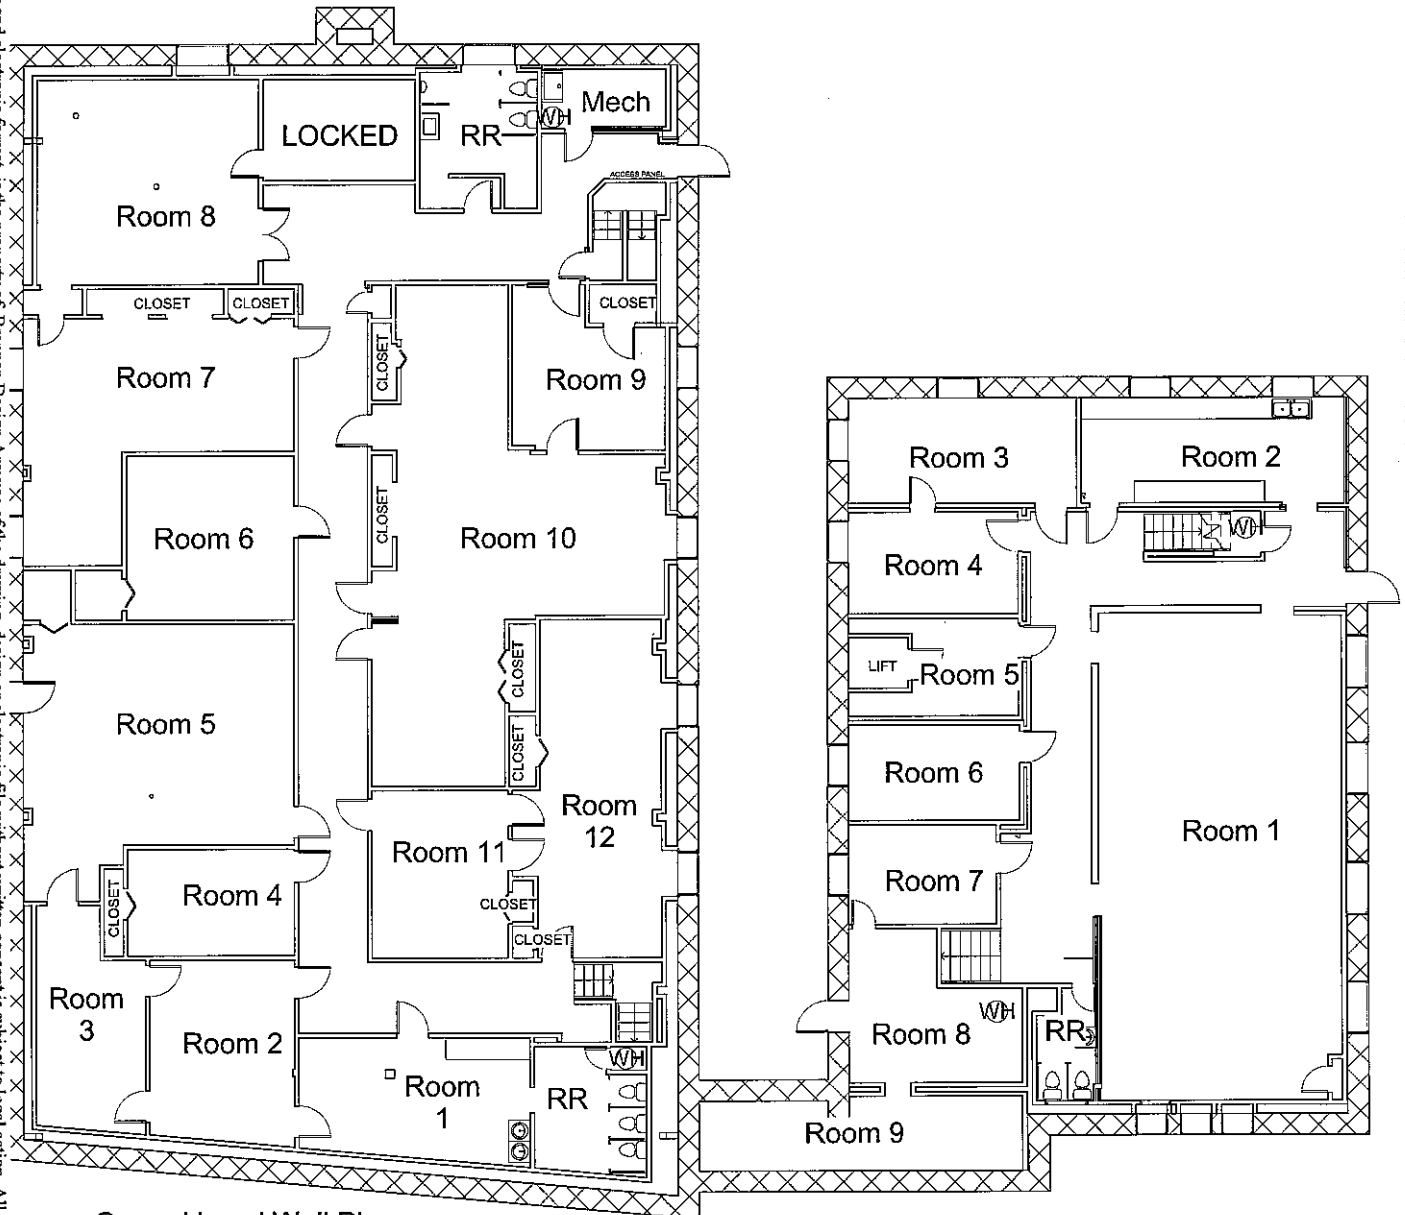 Mech
WH
LOCKED
RR
ACCESS PANEL
Room 8
CLOSET
CLOSET
CLOSET
CLOSET
Room 7
Room 9
CLOSET
Room 6
Room 10
CLOSET
CLOSET
Room 5
Room
12
Room 11
Room 4
CLOSET
CLOSET
CLOSET
Room
3
Room 2
Room
1
WH
RR
Room 3
Room 2
WH
Room 4
LIFT
Room 5
Room 6
Room 1
Room 7
WH
Room 8
RR
Room 9